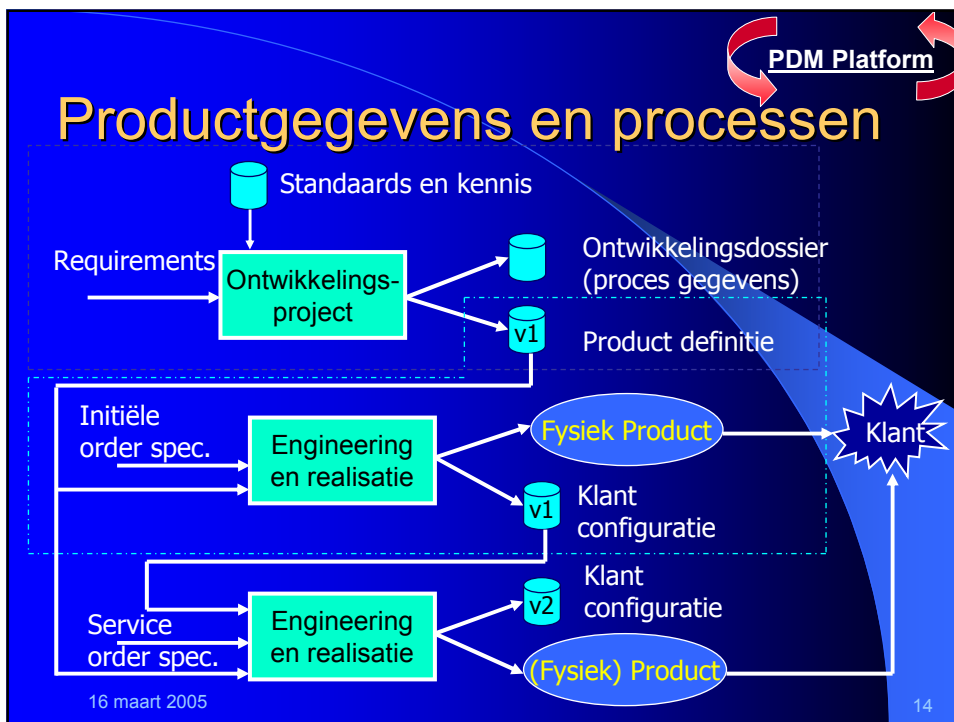 PDM Platform
Productgegevens en processen
Standaards en kennis
Requirements
Ontwikkelings-
project
Ontwikkelingsdossier
(proces gegevens)
v1
Product definitie
Initiële
order spec.
Engineering
en realisatie
Fysiek Product
Klant
v1
Klant
configuratie
Service
order spec.
Engineering
en realisatie
v2
Klant
configuratie
(Fysiek) Product
16 maart 2005
14